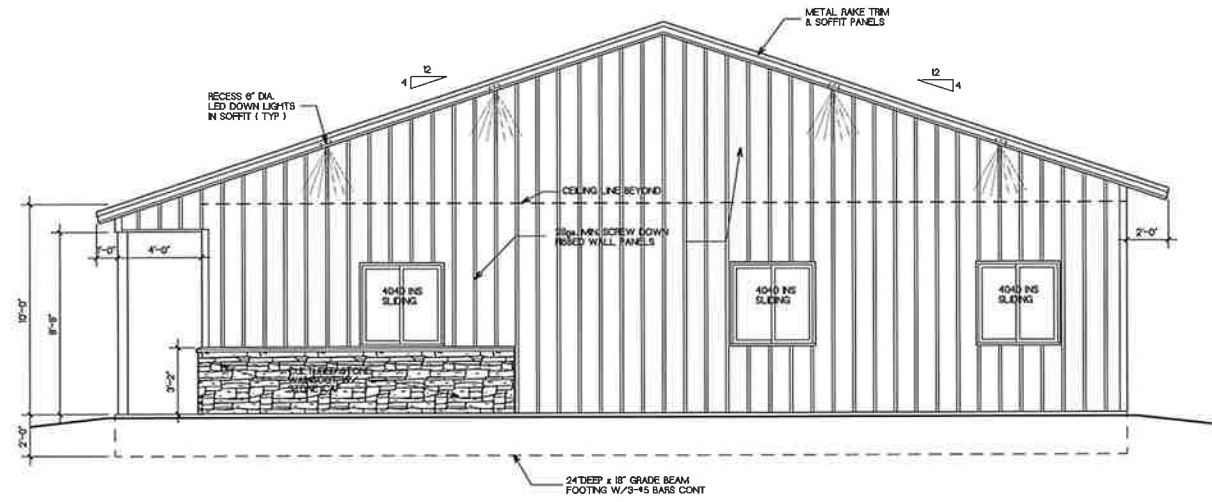 METAL RAKE TRIM
& SOFFIT PANELS
12
4
12
4
RECESS 6" DIA.
LED DOWN LIGHTS
IN SOFFIT ( TYP )
CEILING LINE BEYOND
MIN. SCREW DOWN
RIBBED WALL PANELS
1'-0"
4'-0"
2'-0"
10'-0"
4040 INS
SLIDING
4040 INS
SLIDING
4040 INS
SLIDING
3'-2"
WAINSCOT W/
2'-0"
24"DEEP x 18" GRADE BEAM
FOOTING W/3-#5 BARS CONT